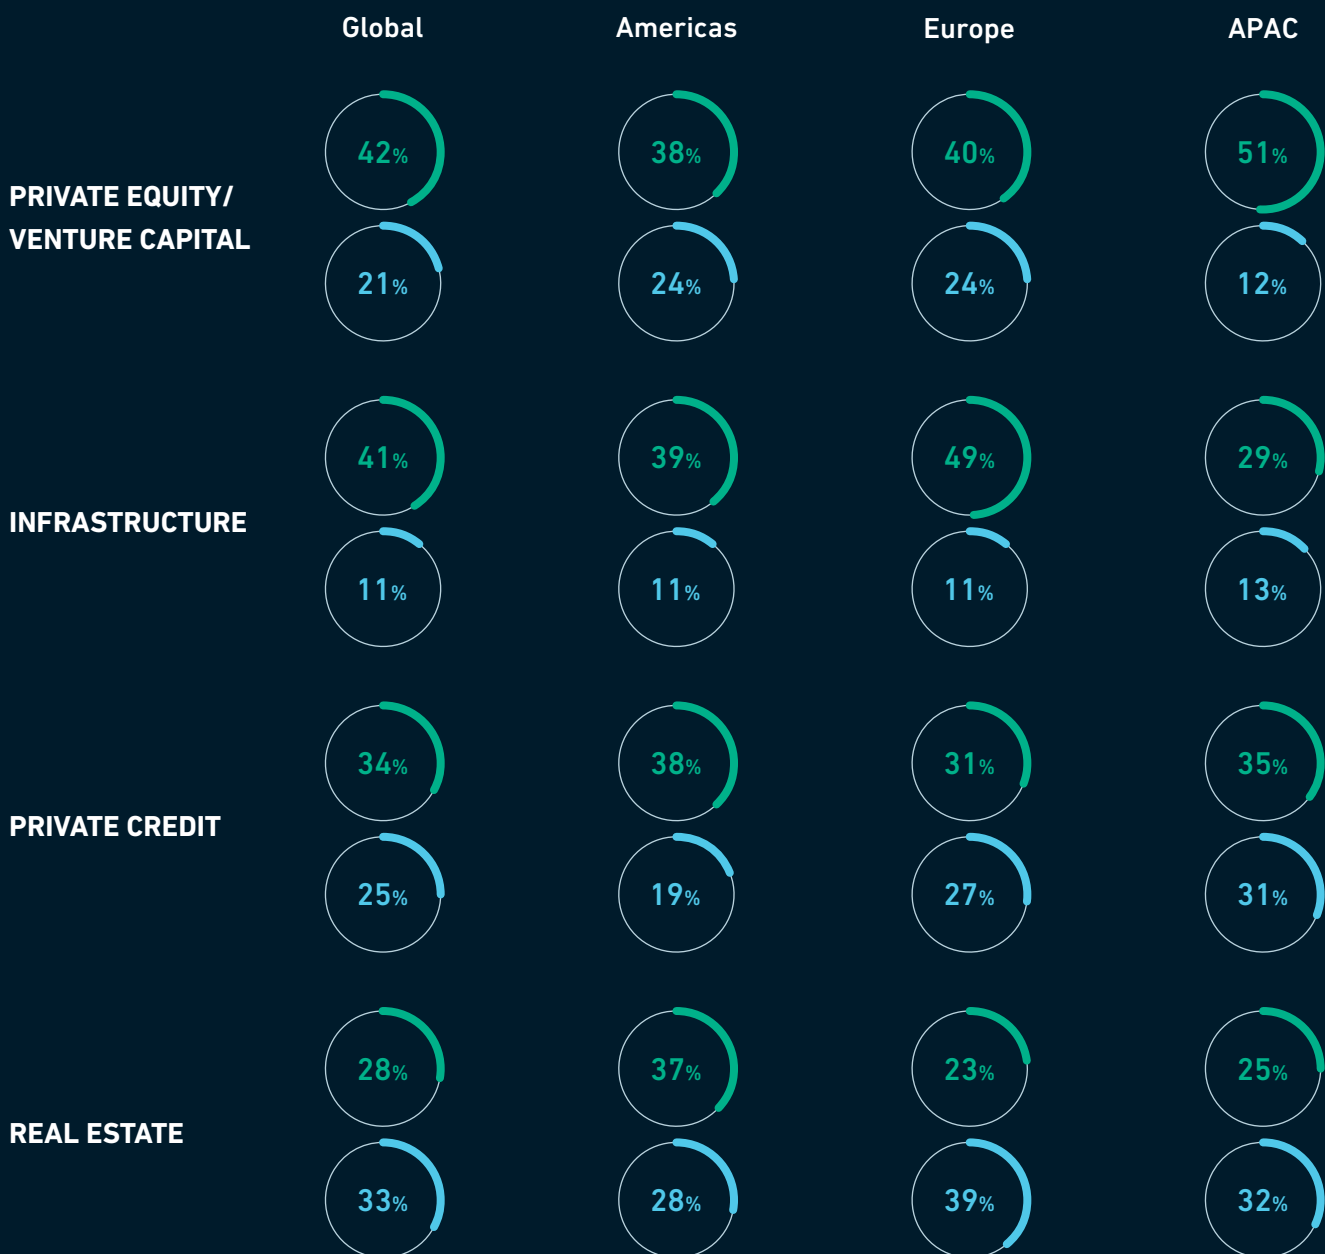 Global Americas Europe APAC
42% 38% 40% 51%
PRIVATE EQUITY/
VENTURE CAPITAL
21% 24% 24% 12%
41% 39% 49% 29%
INFRASTRUCTURE
11% 11% 11% 13%
34% 38% 31% 35%
PRIVATE CREDIT
25% 19% 27% 31%
28% 37% 23% 25%
REAL ESTATE
33% 28% 39% 32%